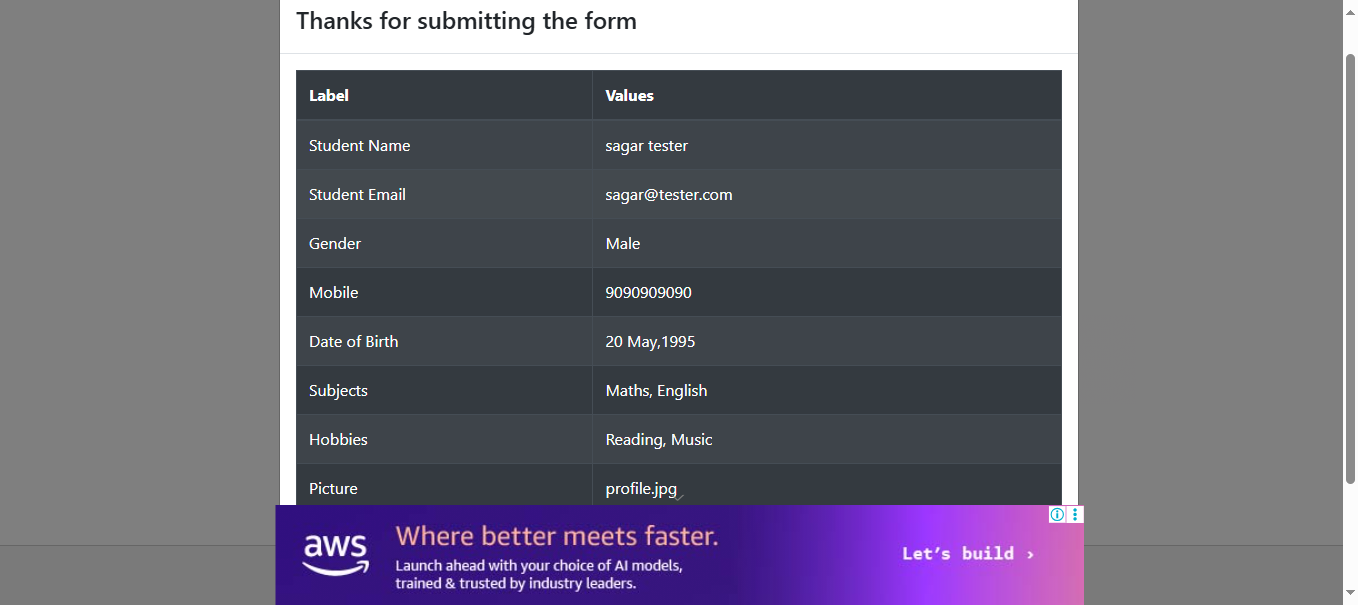 Thanks for submitting the form
Label Values
Student Name sagar tester
Student Email sagar@tester.com
Gender Male
Mobile 9090909090
Date of Birth 20 May,1995
Subjects Maths, English
Hobbies Reading, Music
Picture profile.jpg
aws
Where better meets faster.
Launch ahead with your choice of AI models,
trained & trusted by industry leaders.
Let's build ›